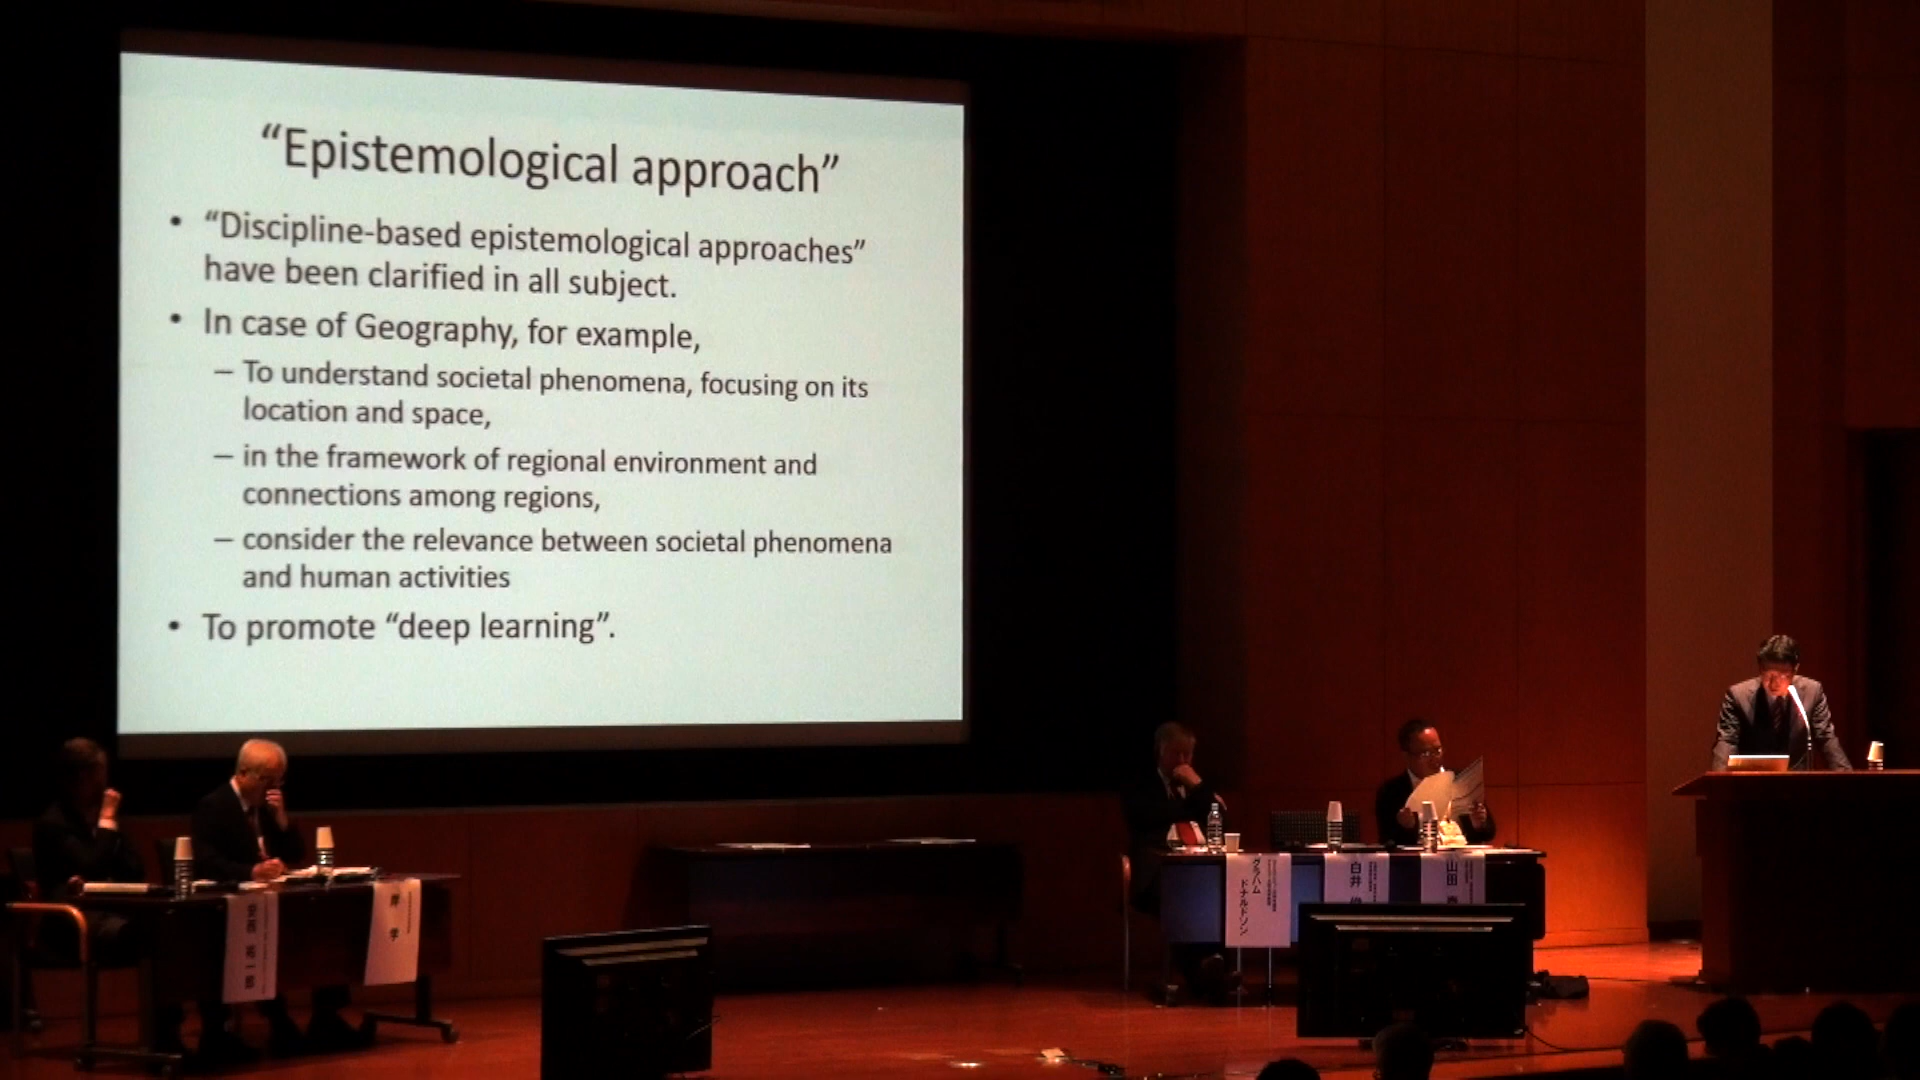 “Epistemological approach”
• “Discipline-based epistemological approaches”
have been clarified in all subject.
• In case of Geography, for example,
– To understand societal phenomena, focusing on its
location and space,
– in the framework of regional environment and
connections among regions,
– consider the relevance between societal phenomena
and human activities
• To promote “deep learning”.
岸 学
グラハム
ドナルドソン
白井
山田